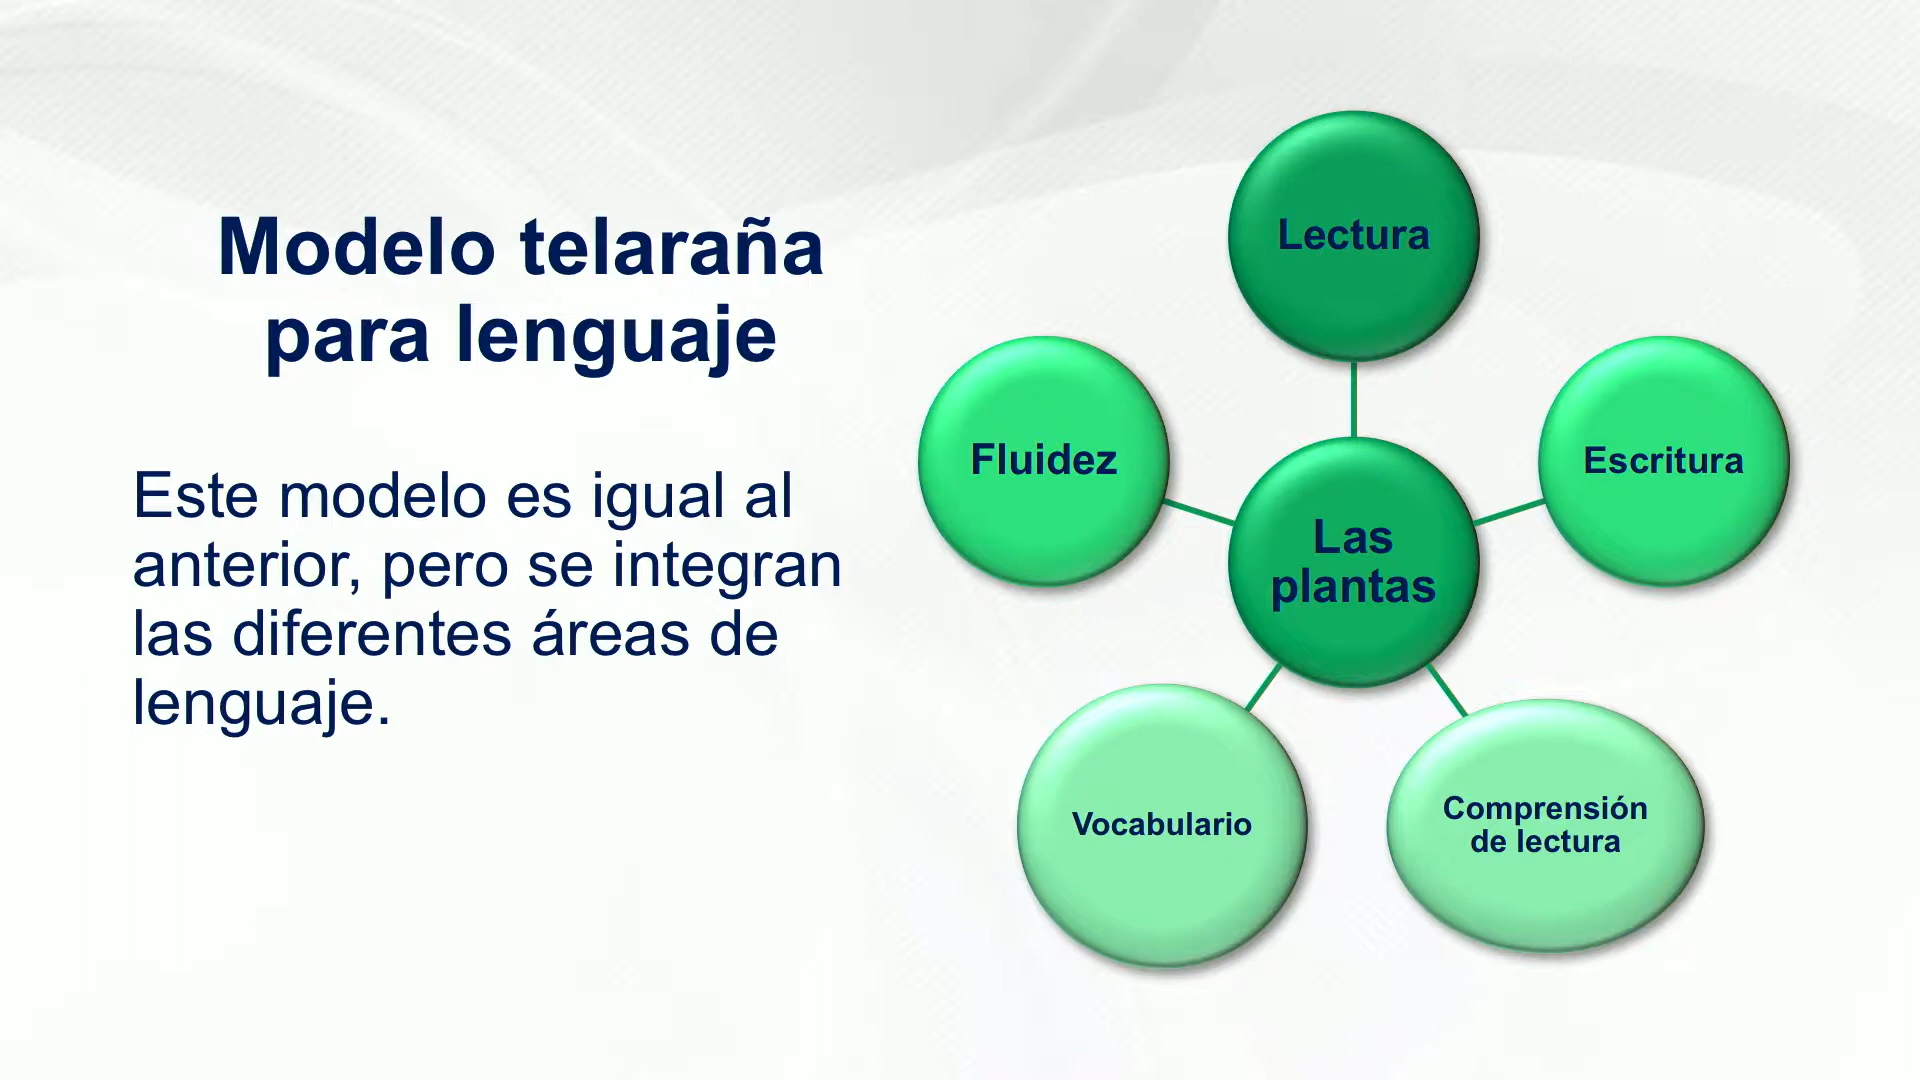 Modelo telaraña
para lenguaje
Este modelo es igual al
anterior, pero se integran
las diferentes áreas de
lenguaje.
Lectura
Fluidez
Escritura
Las
plantas
Vocabulario
Comprensión
de lectura